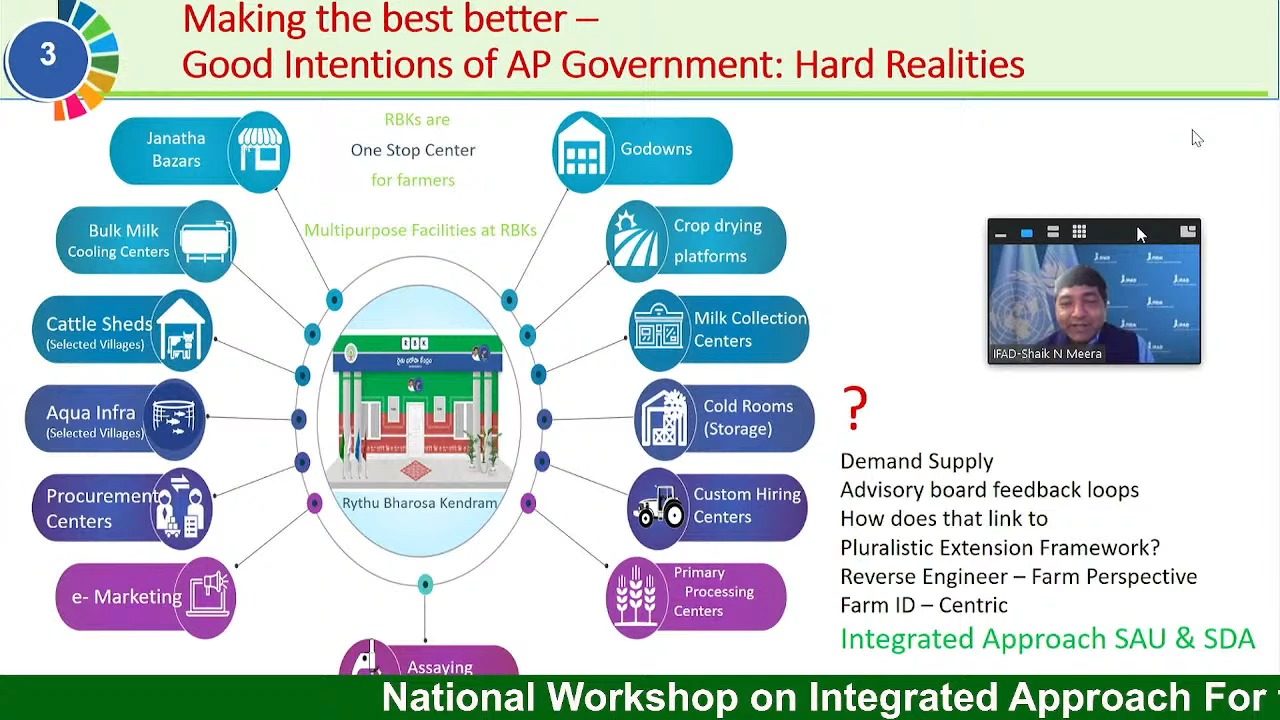 3
Making the best better –
Good Intentions of AP Government: Hard Realities
RBKs are
One Stop Center
for farmers
Multipurpose Facilities at RBKs
Janatha
Bazars
Bulk Milk
Cooling Centers
Cattle Sheds
(Selected Villages)
Aqua Infra
(Selected Villages)
Procurement
Centers
e- Marketing
Godowns
Crop drying
platforms
Milk Collection
Centers
Cold Rooms
(Storage)
Custom Hiring
Centers
Primary
Processing
Centers
Assaying
R B K
రైతు భరోసా కేంద్రం
Rythu Bharosa Kendram
JIFAD
IFAD-Shaik N Meera
?
Demand Supply
Advisory board feedback loops
How does that link to
Pluralistic Extension Framework?
Reverse Engineer – Farm Perspective
Farm ID – Centric
Integrated Approach SAU & SDA
National Workshop on Integrated Approach For